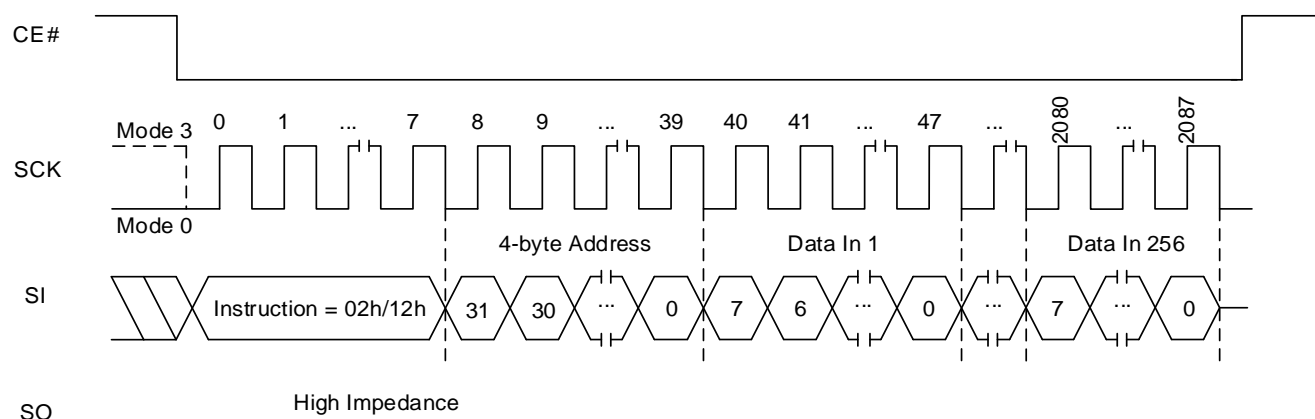 CE#
Mode 3
0 1 ... 7 8 9 ... 39 40 41 ... 47 ... 2080 ... 2087
SCK
Mode 0
4-byte Address Data In 1 Data In 256
SI
Instruction = 02h/12h 31 30 ... 0 7 6 ... 0 ... 7 ... 0
High Impedance
SO